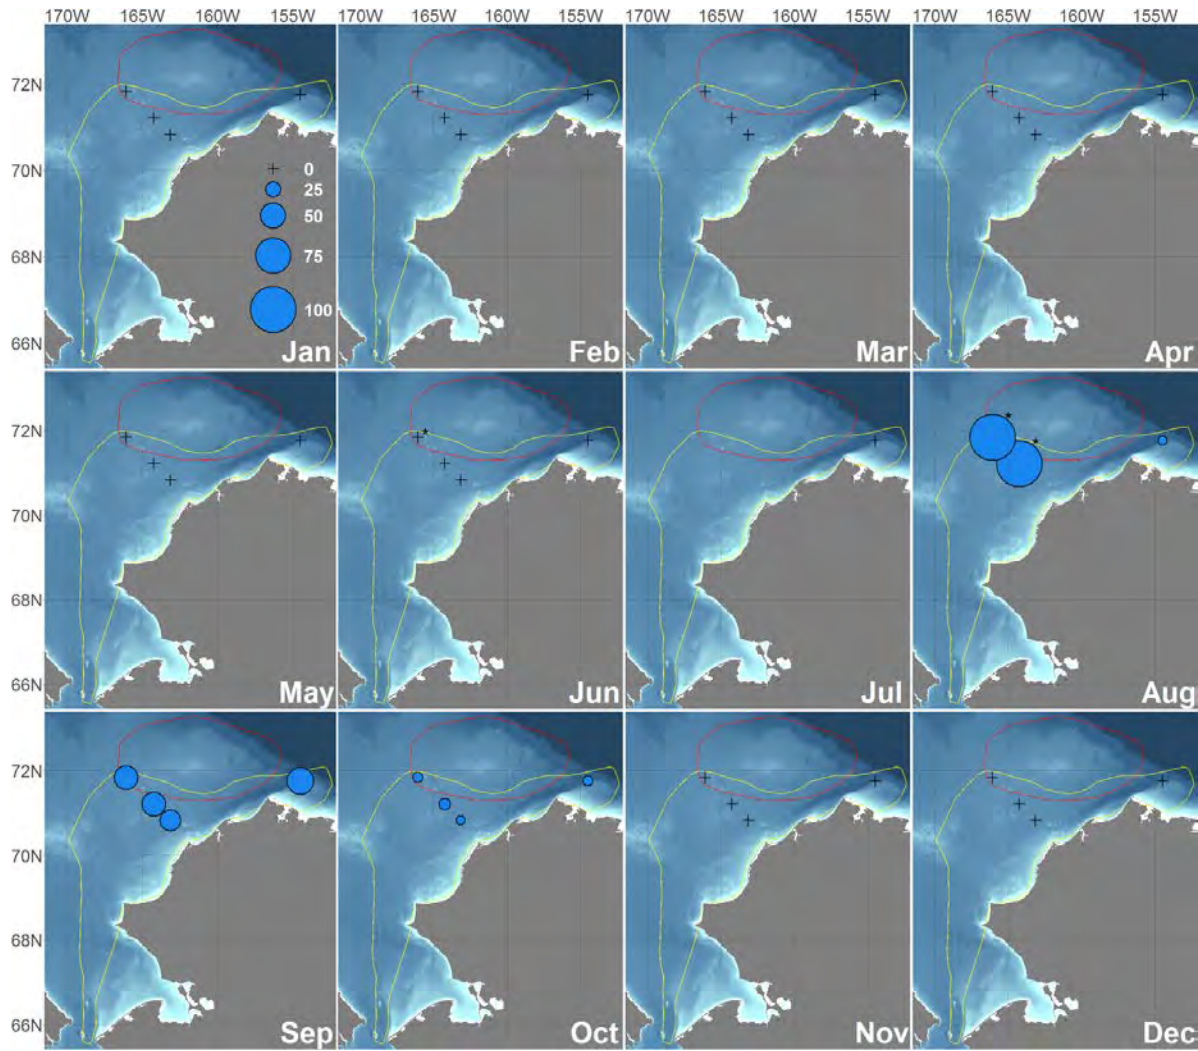 170W 165W 160W 155W 170W 165W 160W 155W 170W 165W 160W 155W 170W 165W 160W 155W
72N
70N
0
25
50
68N
75
100
66N
Jan Feb Mar Apr
72N
70N
68N
66N
May Jun Jul Aug
72N
70N
68N
66N
Sep Oct Nov Dec